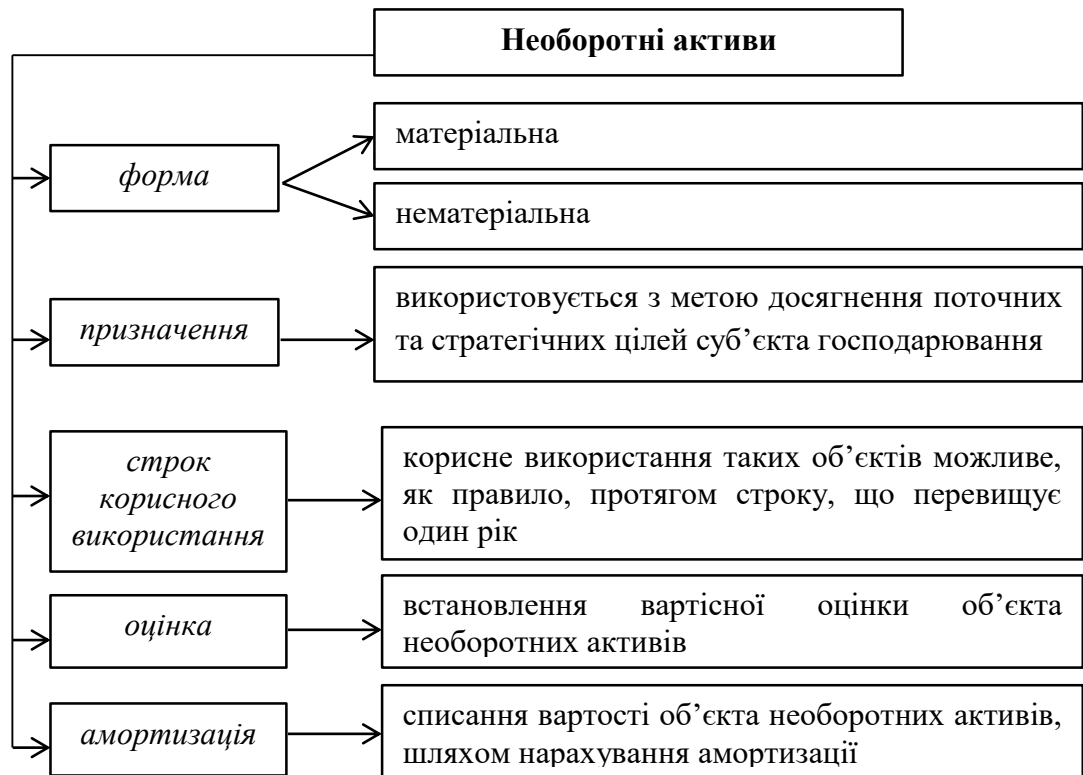 Необоротні активи
форма
матеріальна
нематеріальна
призначення
використовується з метою досягнення поточних
та стратегічних цілей суб’єкта господарювання
строк
корисного
використання
корисне використання таких об’єктів можливе,
як правило, протягом строку, що перевищує
один рік
оцінка
встановлення вартісної оцінки об’єкта
необоротних активів
амортизація
списання вартості об’єкта необоротних активів,
шляхом нарахування амортизації